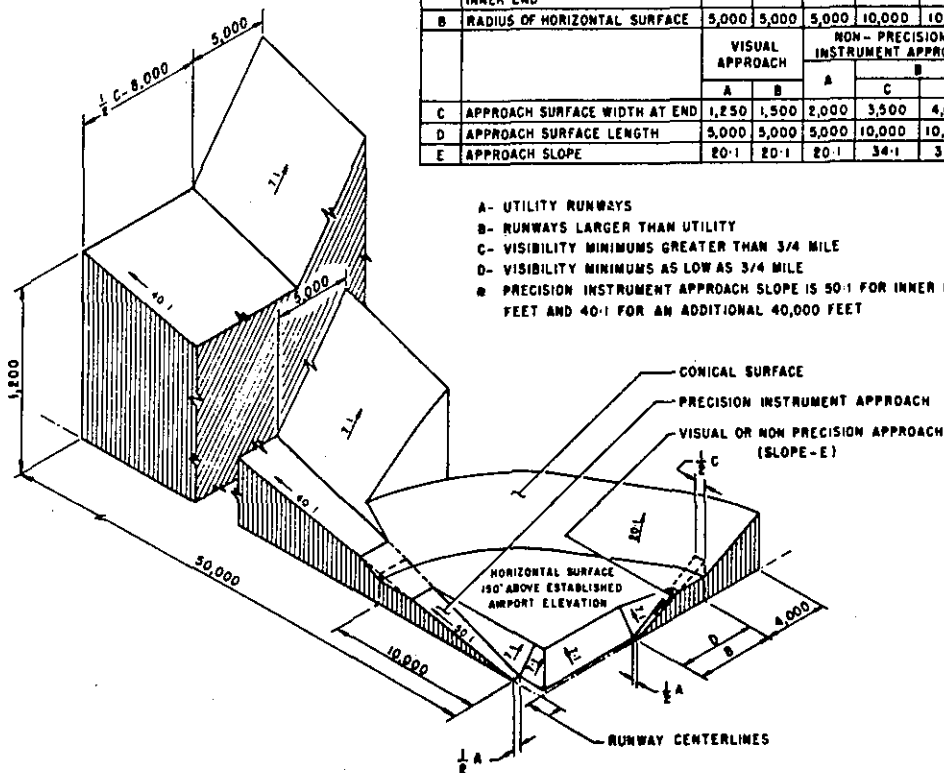 INNER END
B RADIUS OF HORIZONTAL SURFACE 5,000 5,000 5,000 10,000 10
VISUAL APPROACH
NON-PRECISION
INSTRUMENT APPRO
A
B
A B C
C APPROACH SURFACE WIDTH AT END 1,250 1,500 2,000 3,500 4,
D APPROACH SURFACE LENGTH 5,000 5,000 5,000 10,000 10,
E APPROACH SLOPE 20:1 20:1 20:1 34:1 3
A- UTILITY RUNWAYS
B- RUNWAYS LARGER THAN UTILITY
C- VISIBILITY MINIMUMS GREATER THAN 3/4 MILE
D- VISIBILITY MINIMUMS AS LOW AS 3/4 MILE
PRECISION INSTRUMENT APPROACH SLOPE IS 50:1 FOR INNER
FEET AND 40:1 FOR AN ADDITIONAL 40,000 FEET
5,000
1/2 C-8,000
7:1
40:1
5,000
1,200
7:1
CONICAL SURFACE
PRECISION INSTRUMENT APPROACH
VISUAL OR NON PRECISION APPROACH
(SLOPE-E)
1/2 C
40:1
20:1
50,000
HORIZONTAL SURFACE
150' ABOVE ESTABLISHED
AIRPORT ELEVATION
50:1
7:1
7:1
7:1
7:1
10,000
4,000
D
B
1/2 A
RUNWAY CENTERLINES
1/2 A